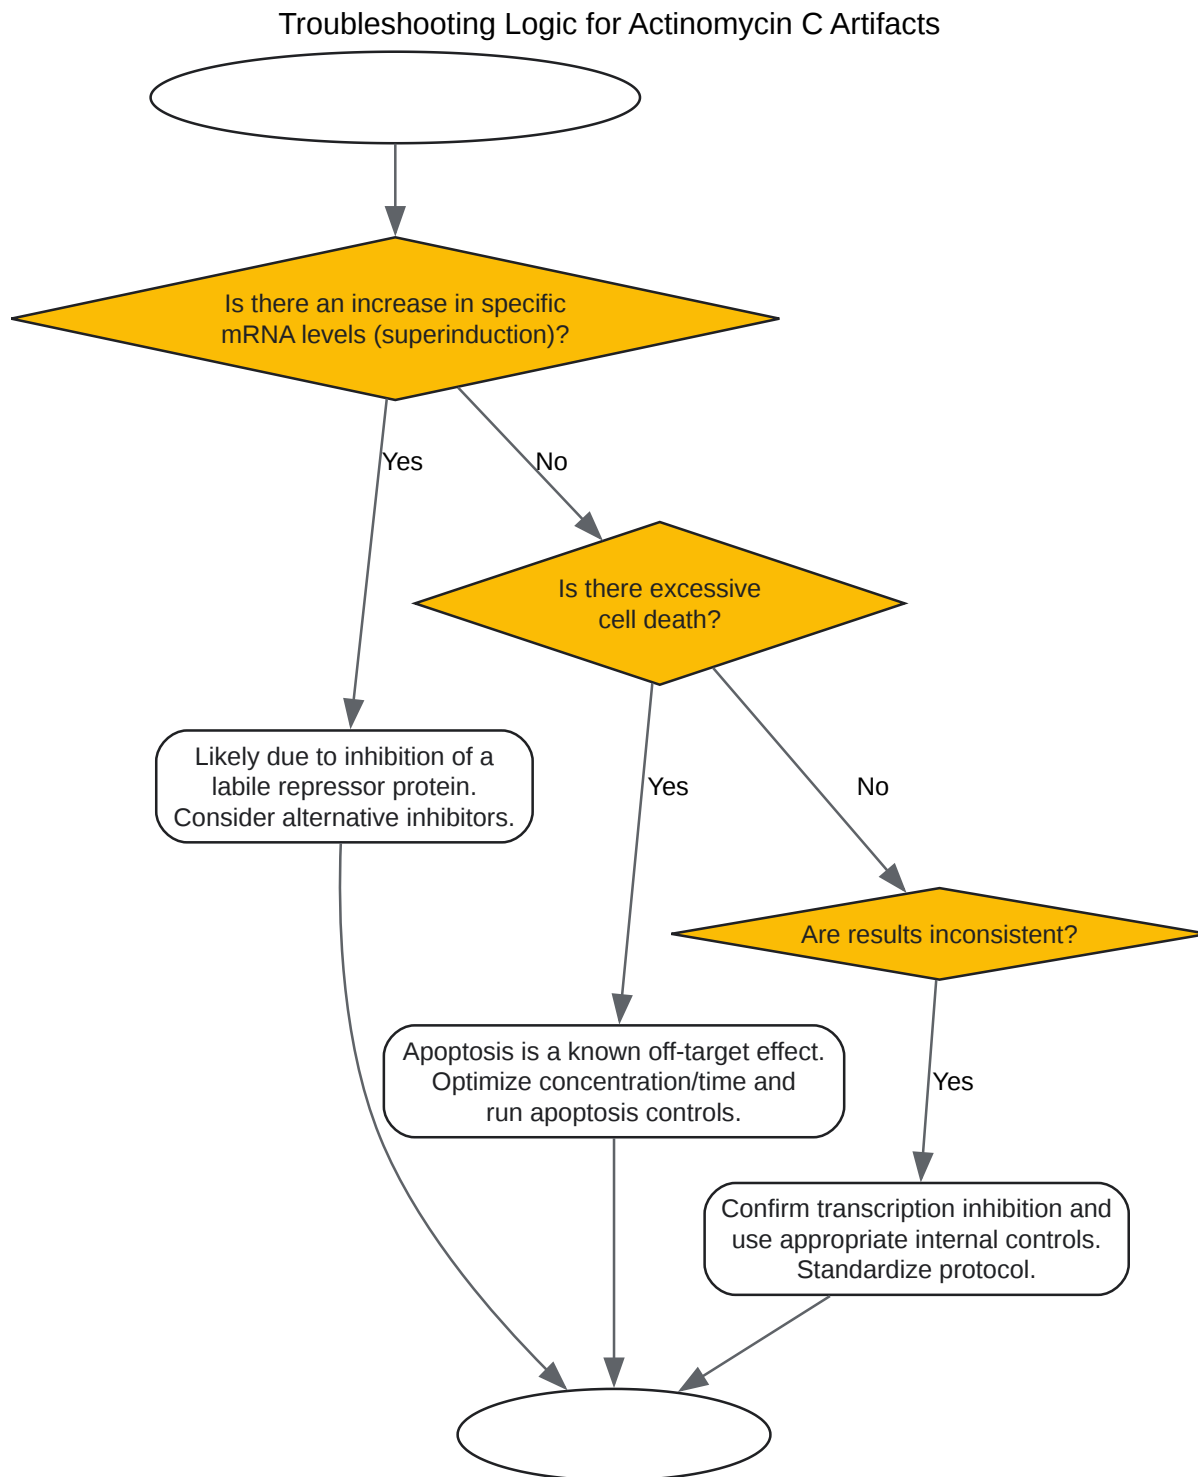 Troubleshooting Logic for Actinomycin C Artifacts
Is there an increase in specific
mRNA levels (superinduction)?
Yes
No
Is there excessive
cell death?
Likely due to inhibition of a
labile repressor protein.
Consider alternative inhibitors.
Yes
No
Are results inconsistent?
Apoptosis is a known off-target effect.
Optimize concentration/time and
run apoptosis controls.
Yes
Confirm transcription inhibition and
use appropriate internal controls.
Standardize protocol.